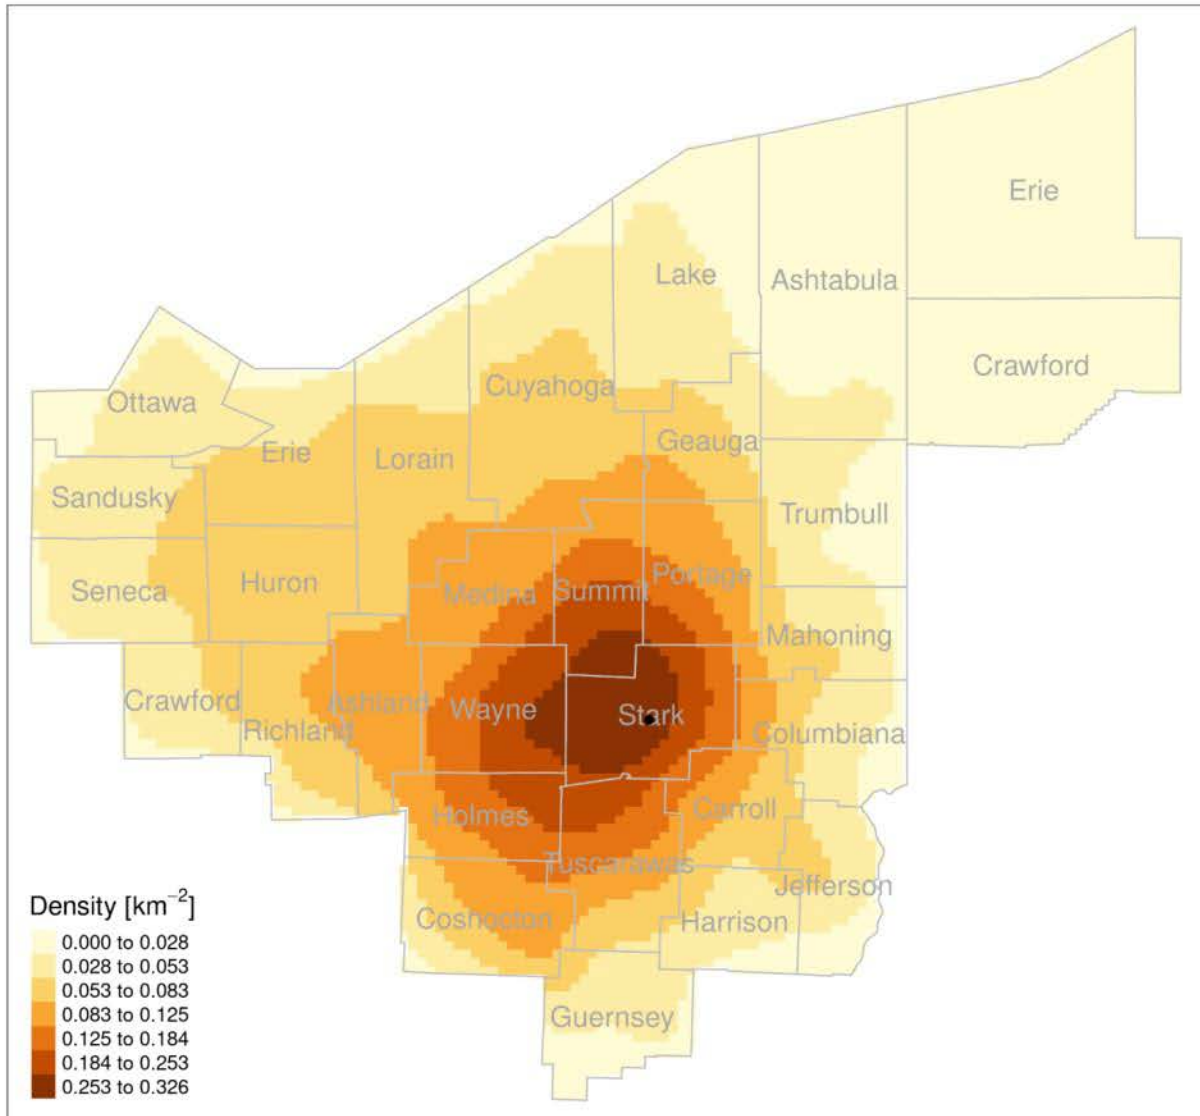 Erie
Lake
Ashtabula
Crawford
Cuyahoga
Ottawa
Geauga
Erie
Lorain
Sandusky
Trumbull
Portage
Seneca
Huron
Medina
Summit
Mahoning
Crawford
Ashland
Wayne
Stark
Richland
Columbiana
Holmes
Carroll
Tuscarawas
Jefferson
Coshocton
Harrison
Guernsey
Density [km⁻²]
0.000 to 0.028
0.028 to 0.053
0.053 to 0.083
0.083 to 0.125
0.125 to 0.184
0.184 to 0.253
0.253 to 0.326